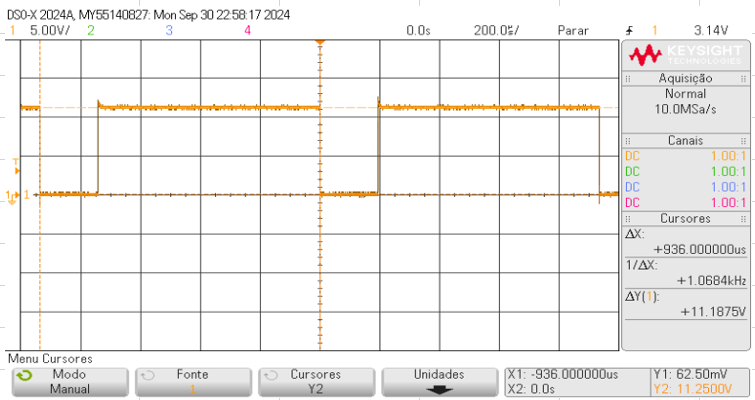 DSO-X 2024A, MY55140827: Mon Sep 30 22:58:17 2024
1 5.00V/ 2 3 4 0.0s 200.0µ/ Parar 1 3.14V
KEYSIGHT
TECHNOLOGIES
Aquisição
Normal
10.0MSa/s
Canais
DC 1.00:1
DC 1.00:1
DC 1.00:1
DC 1.00:1
Cursores
ΔX:
+936.000000us
1/ΔX:
+1.0684kHz
ΔY(1):
+11.1875V
T
1
1
Menu Cursores
Modo
Manual
Fonte
1
Cursores
Y2
Unidades
X1: -936.000000us
X2: 0.0s
Y1: 62.50mV
Y2: 11.2500V